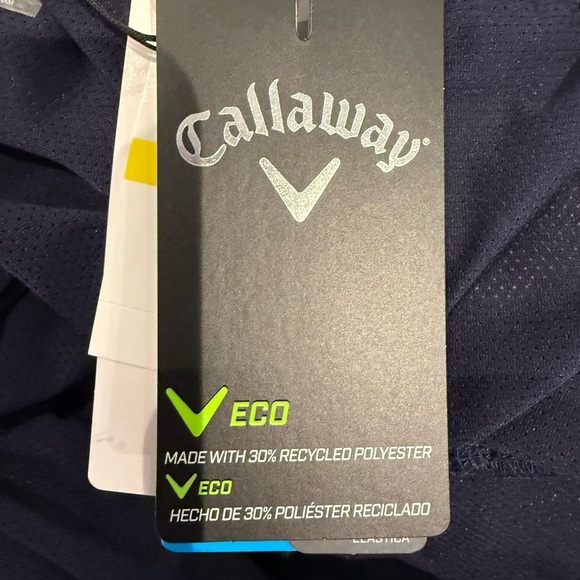 Callaway®
ECO
MADE WITH 30% RECYCLED POLYESTER
ECO
HECHO DE 30% POLIÉSTER RECICLADO